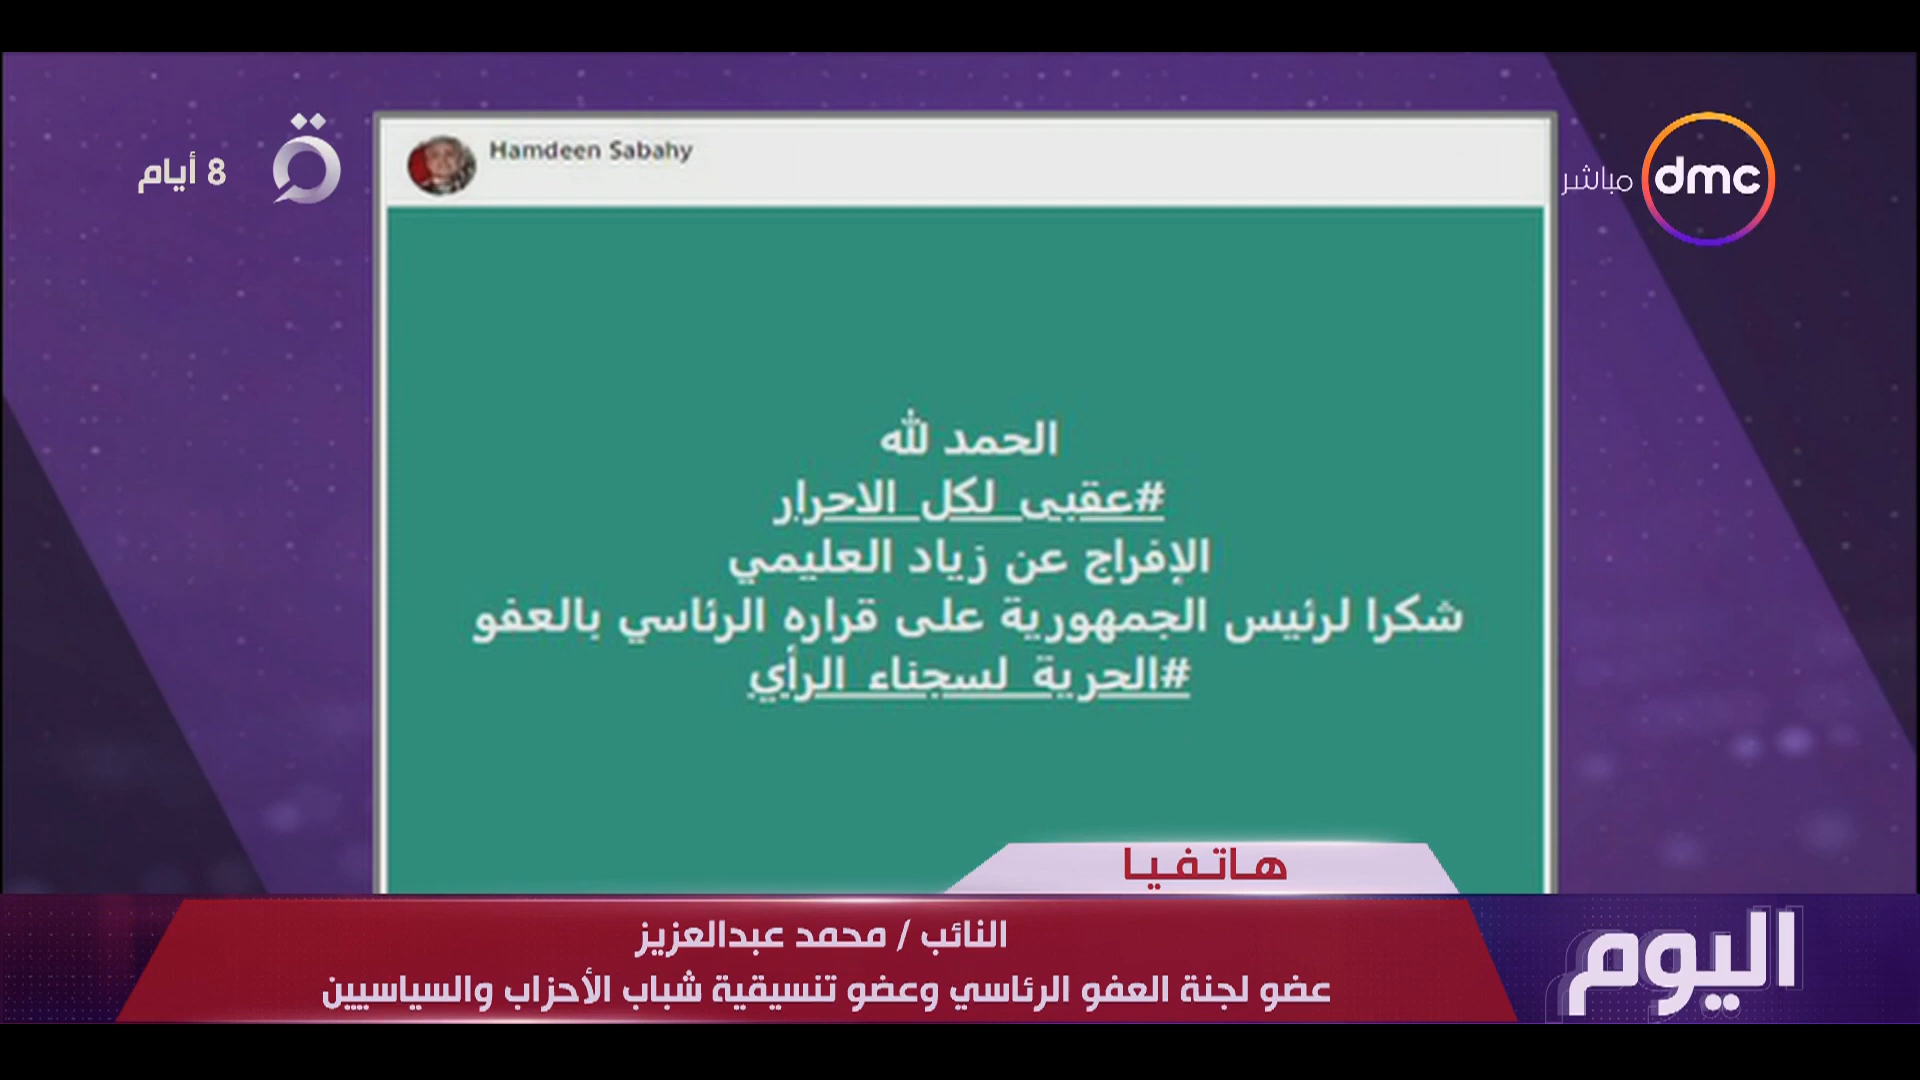 8 أيام
مباشر
dmc
Hamdeen Sabahy
الحمد لله
#عقبى_لكل_الاحرار
الإفراج عن زياد العليمي
شكرا لرئيس الجمهورية على قراره الرئاسي بالعفو
#الحرية_لسجناء_الرأي
هاتفيا
النائب / محمد عبدالعزيز
عضو لجنة العفو الرئاسي وعضو تنسيقية شباب الأحزاب والسياسيين
اليوم